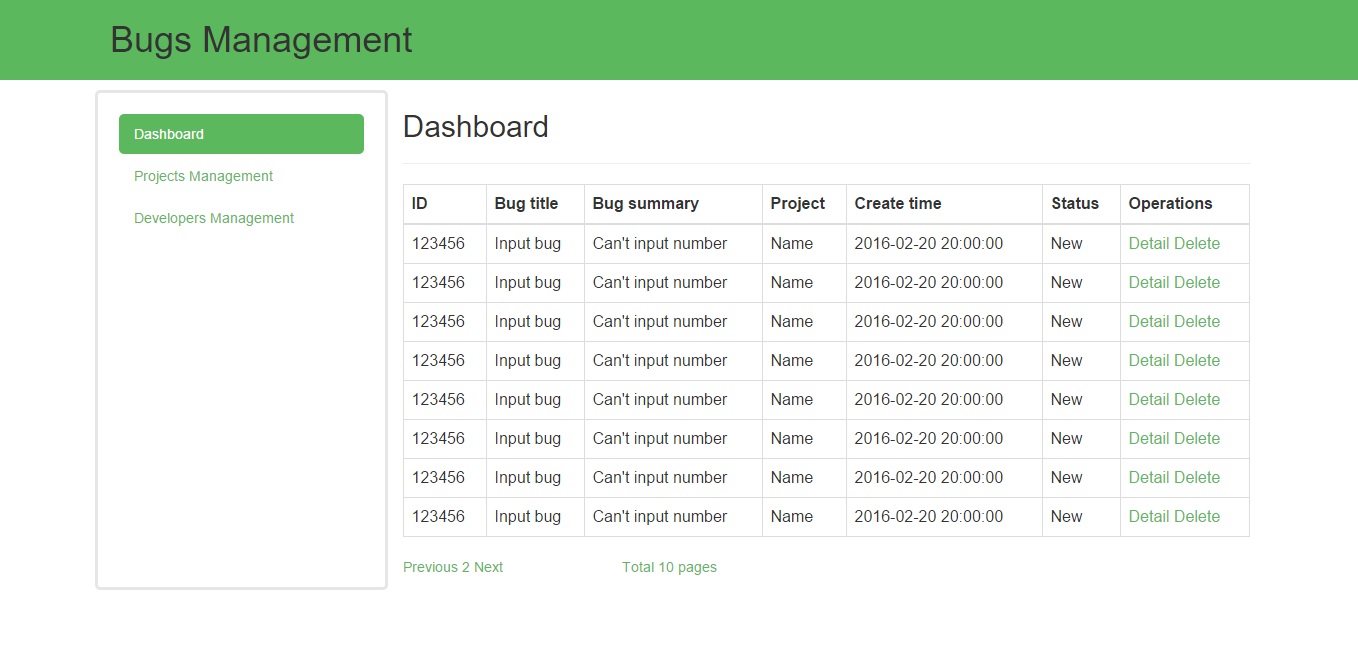 Bugs Management
Dashboard
Projects Management
Developers Management
Dashboard
ID Bug title Bug summary Project Create time Status Operations
123456 Input bug Can't input number Name 2016-02-20 20:00:00 New Detail Delete
123456 Input bug Can't input number Name 2016-02-20 20:00:00 New Detail Delete
123456 Input bug Can't input number Name 2016-02-20 20:00:00 New Detail Delete
123456 Input bug Can't input number Name 2016-02-20 20:00:00 New Detail Delete
123456 Input bug Can't input number Name 2016-02-20 20:00:00 New Detail Delete
123456 Input bug Can't input number Name 2016-02-20 20:00:00 New Detail Delete
123456 Input bug Can't input number Name 2016-02-20 20:00:00 New Detail Delete
123456 Input bug Can't input number Name 2016-02-20 20:00:00 New Detail Delete
Previous 2 Next Total 10 pages